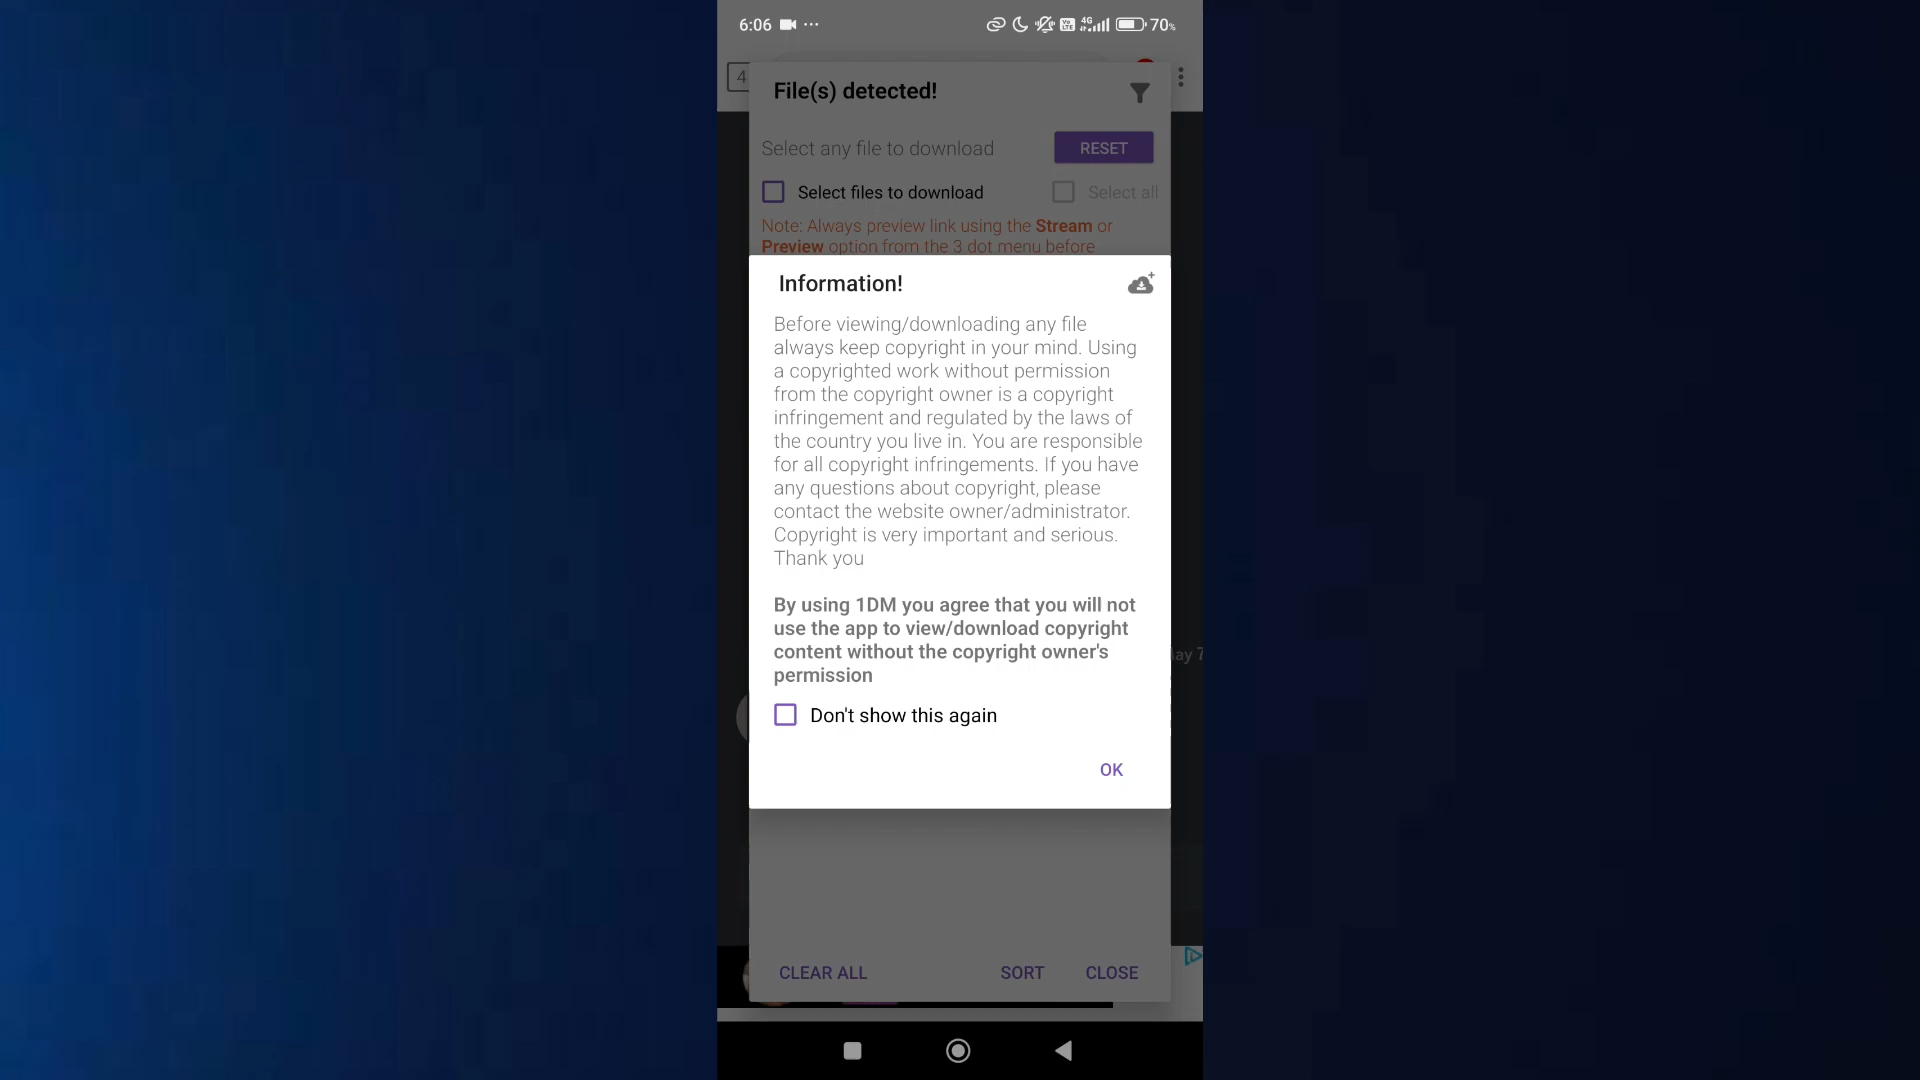 6:06 ...
4G 70%
4
File(s) detected!
Select any file to download
RESET
Select files to download
Select all
Note: Always preview link using the Stream or
Preview option from the 3 dot menu before
Information!
Before viewing/downloading any file
always keep copyright in your mind. Using
a copyrighted work without permission
from the copyright owner is a copyright
infringement and regulated by the laws of
the country you live in. You are responsible
for all copyright infringements. If you have
any questions about copyright, please
contact the website owner/administrator.
Copyright is very important and serious.
Thank you
By using 1DM you agree that you will not
use the app to view/download copyright
content without the copyright owner's
permission
ay 7
Don't show this again
OK
CLEAR ALL
SORT
CLOSE